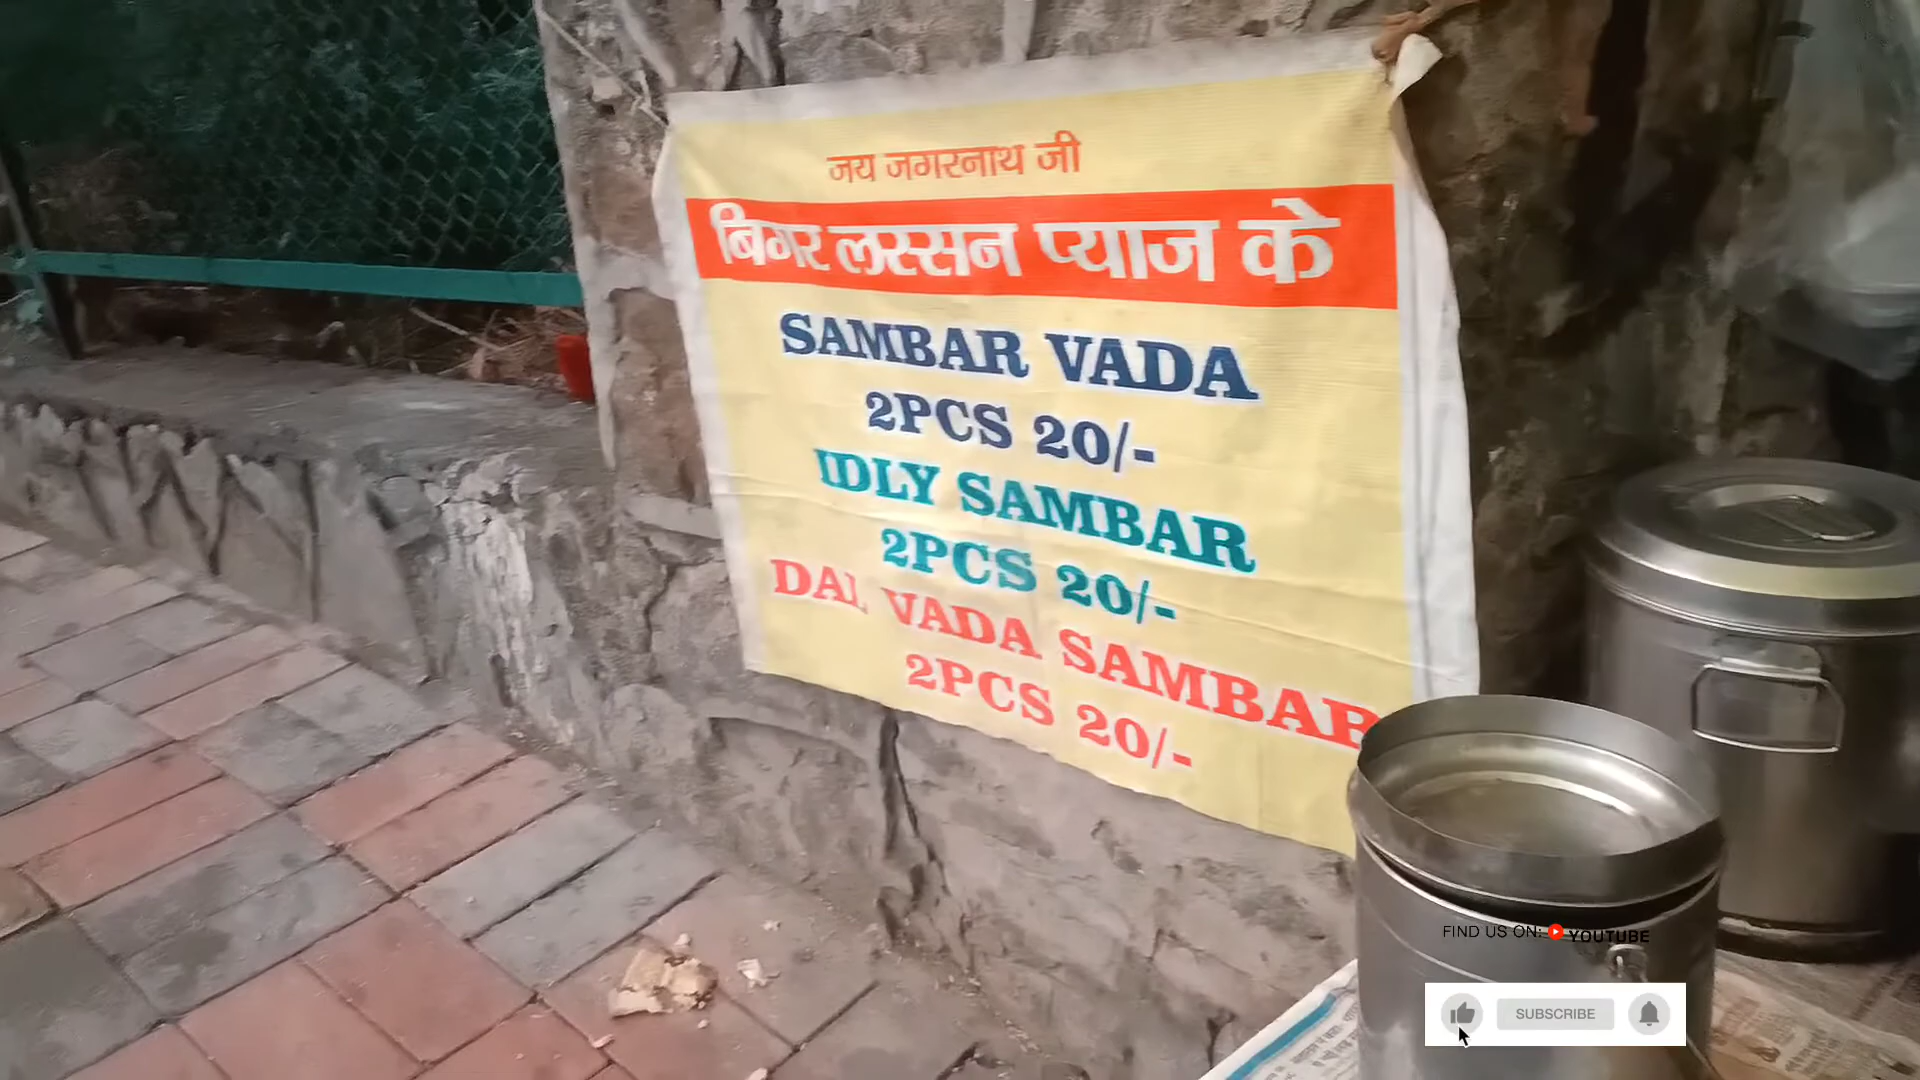 जय जगरनाथ जी
बिगर लस्सन प्याज के
SAMBAR VADA
2PCS 20/-
IDLY SAMBAR
2PCS 20/-
DAL VADA SAMBAR
2PCS 20/-
FIND US ON: YOUTUBE
SUBSCRIBE